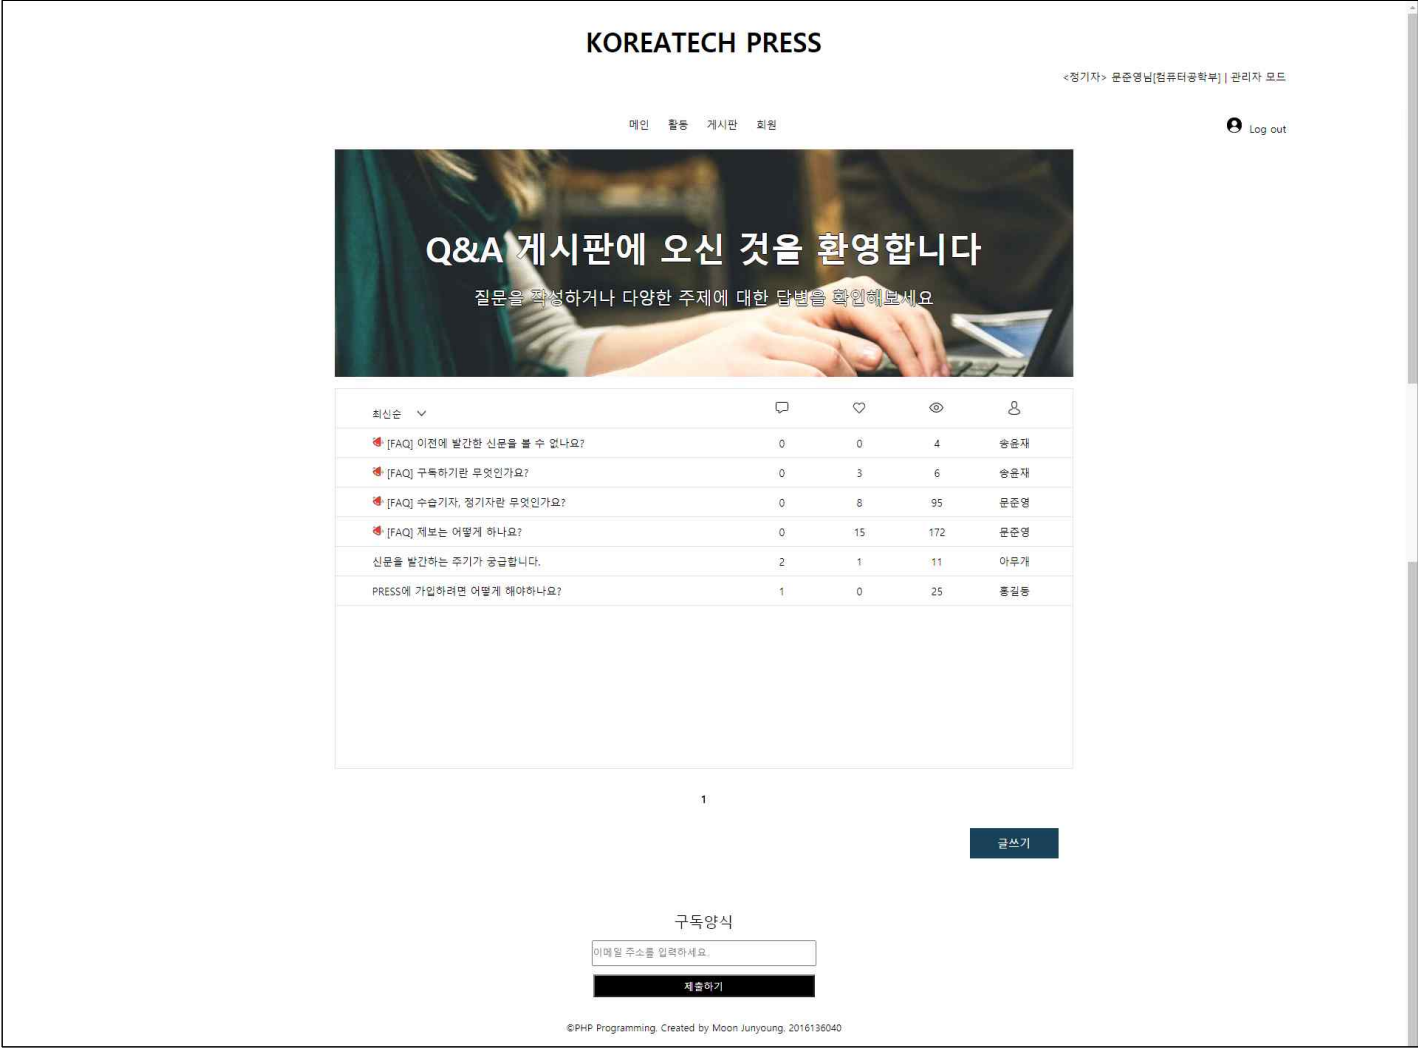 KOREATECH PRESS
<정기자> 문준영님[컴퓨터공학부] | 관리자 모드
메인 활동 게시판 회원
Log out
Q&A 게시판에 오신 것을 환영합니다
질문을 작성하거나 다양한 주제에 대한 답변을 확인해보세요
최신순
[FAQ] 이전에 발간한 신문을 볼 수 없나요? 0 0 4 송윤재
[FAQ] 구독하기란 무엇인가요? 0 3 6 송윤재
[FAQ] 수습기자, 정기자란 무엇인가요? 0 8 95 문준영
[FAQ] 제보는 어떻게 하나요? 0 15 172 문준영
신문을 발간하는 주기가 궁급합니다. 2 1 11 아무개
PRESS에 가입하려면 어떻게 해야하나요? 1 0 25 홍길동
1
글쓰기
구독양식
이메일 주소를 입력하세요.
제출하기
©PHP Programming. Created by Moon Junyoung. 2016136040